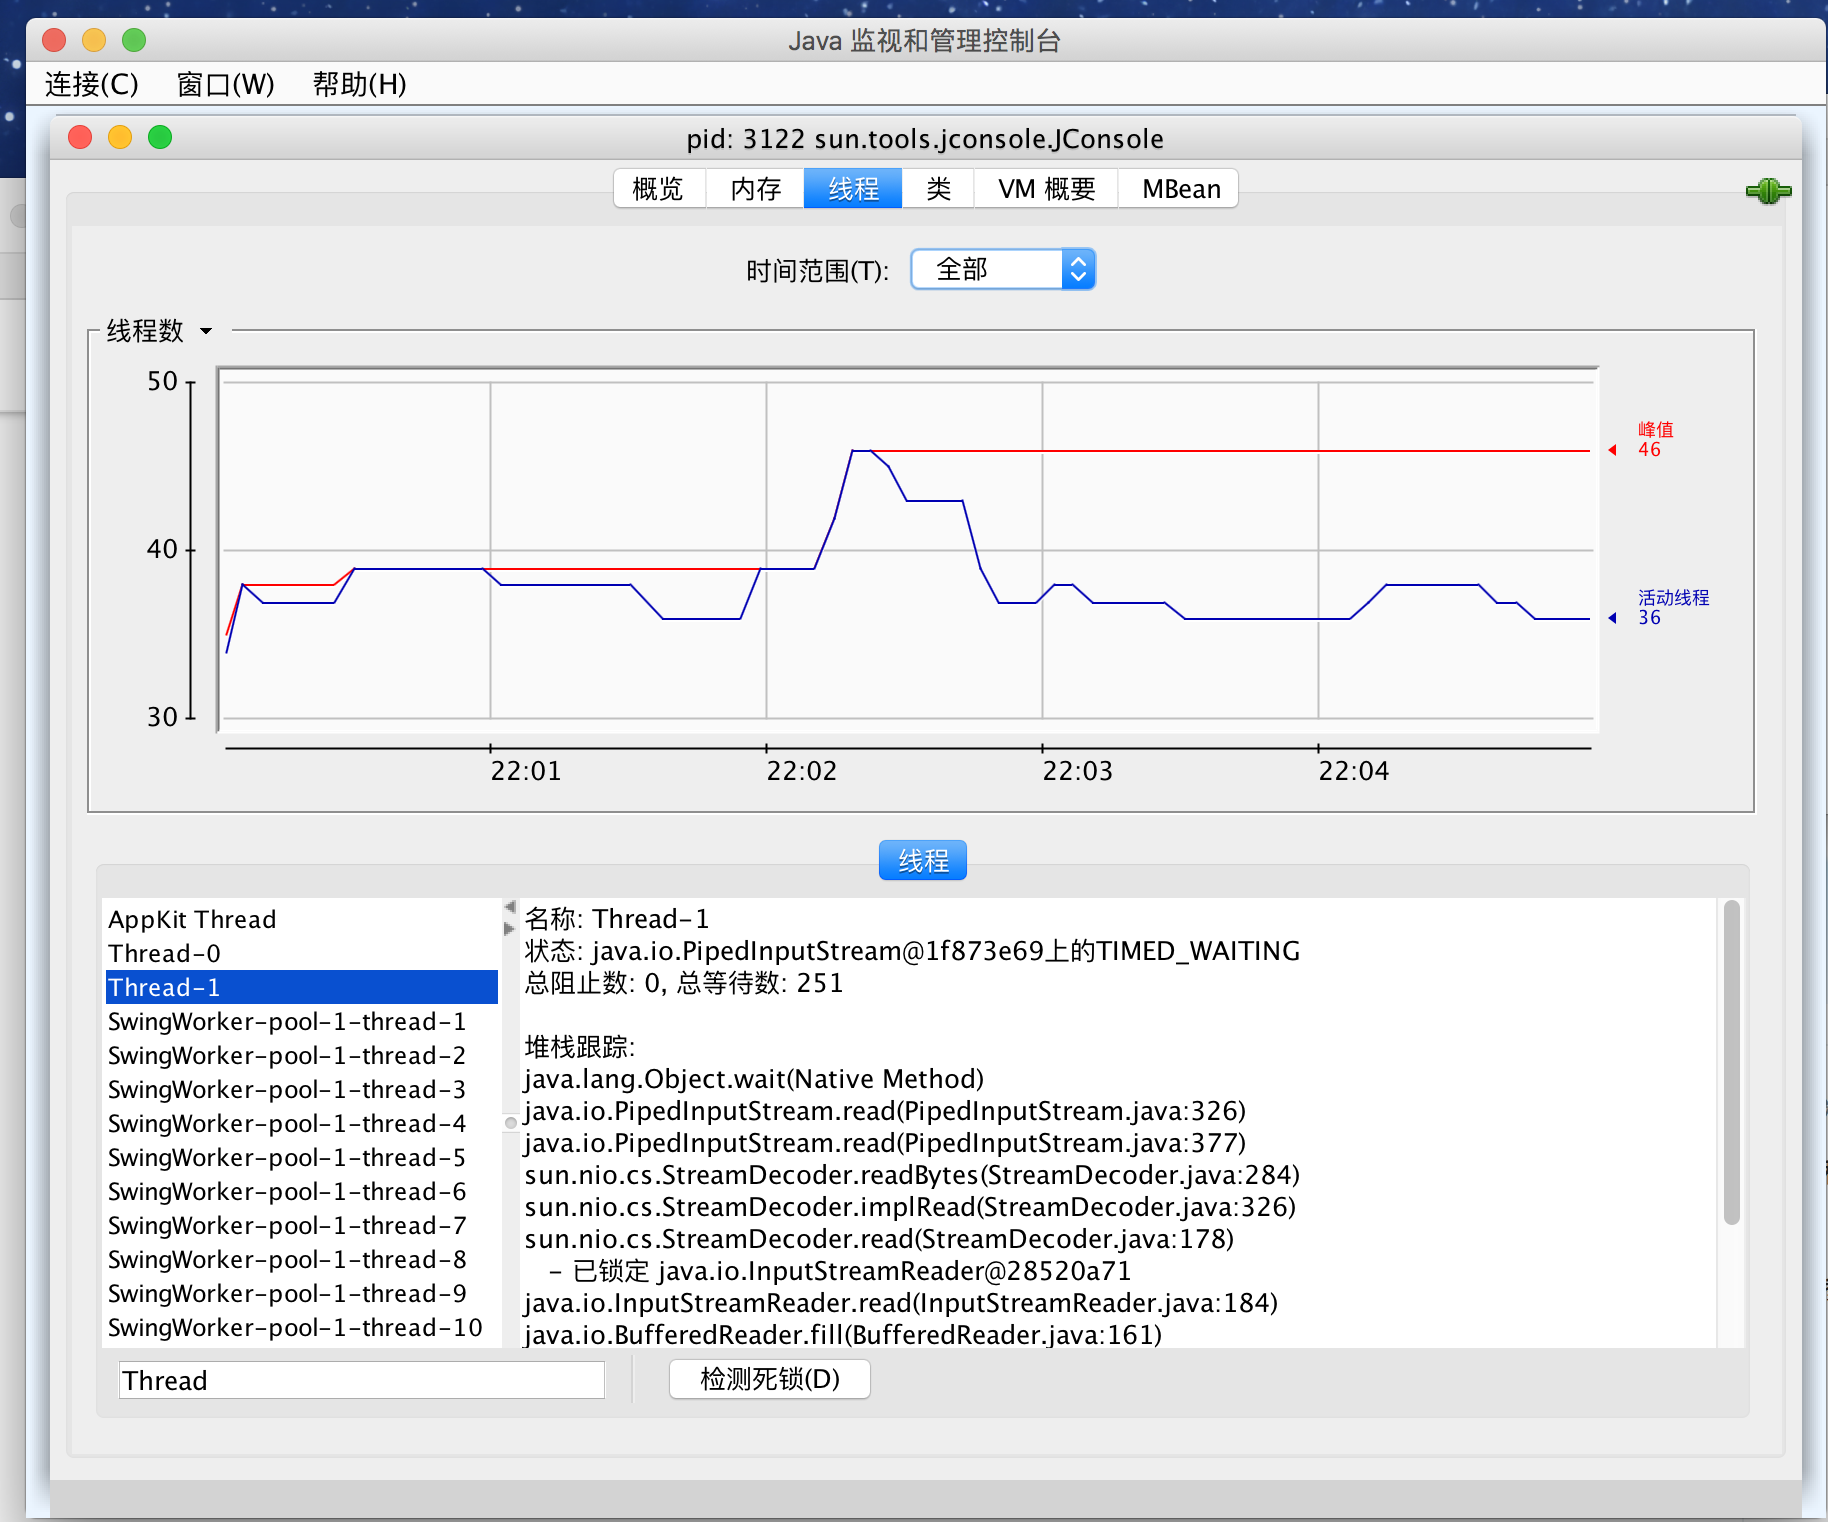 Java 监视和管理控制台
连接(C) 窗口(W) 帮助(H)
pid: 3122 sun.tools.jconsole.JConsole
概览 内存 线程 类 VM 概要 MBean
时间范围(T): 全部
线程数
50
40
30
峰值
46
活动线程
36
22:01 22:02 22:03 22:04
线程
AppKit Thread
Thread-0
Thread-1
SwingWorker-pool-1-thread-1
SwingWorker-pool-1-thread-2
SwingWorker-pool-1-thread-3
SwingWorker-pool-1-thread-4
SwingWorker-pool-1-thread-5
SwingWorker-pool-1-thread-6
SwingWorker-pool-1-thread-7
SwingWorker-pool-1-thread-8
SwingWorker-pool-1-thread-9
SwingWorker-pool-1-thread-10
名称: Thread-1
状态: java.io.PipedInputStream@1f873e69上的TIMED_WAITING
总阻止数: 0, 总等待数: 251
堆栈跟踪:
java.lang.Object.wait(Native Method)
java.io.PipedInputStream.read(PipedInputStream.java:326)
java.io.PipedInputStream.read(PipedInputStream.java:377)
sun.nio.cs.StreamDecoder.readBytes(StreamDecoder.java:284)
sun.nio.cs.StreamDecoder.implRead(StreamDecoder.java:326)
sun.nio.cs.StreamDecoder.read(StreamDecoder.java:178)
- 已锁定 java.io.InputStreamReader@28520a71
java.io.InputStreamReader.read(InputStreamReader.java:184)
java.io.BufferedReader.fill(BufferedReader.java:161)
Thread
检测死锁(D)